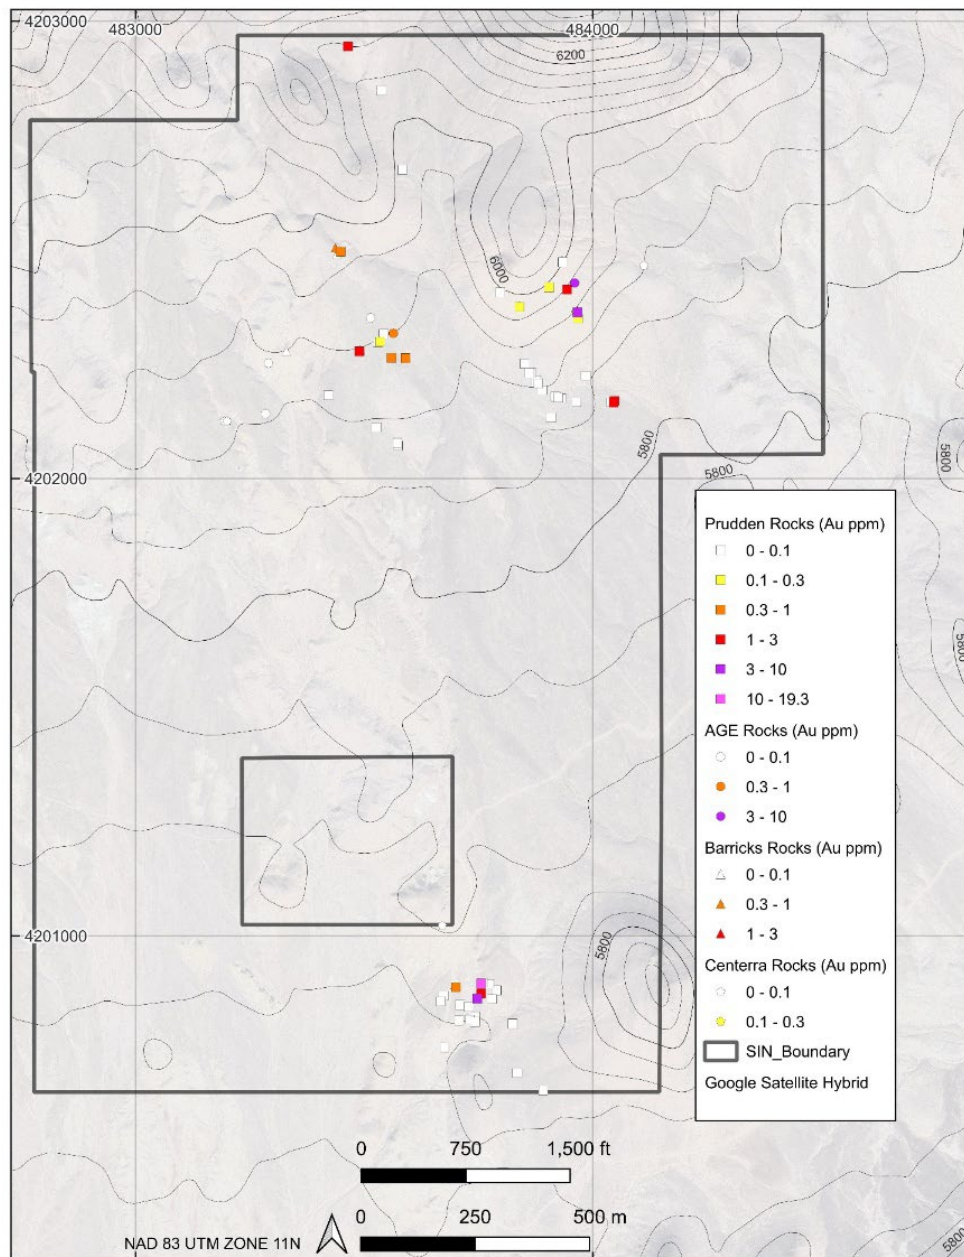 4203000
483000
484000
6200
6000
4202000
5800
5800
5800
5800
Prudden Rocks (Au ppm)
0 - 0.1
0.1 - 0.3
0.3 - 1
1 - 3
3 - 10
10 - 19.3
AGE Rocks (Au ppm)
0 - 0.1
0.3 - 1
3 - 10
Barricks Rocks (Au ppm)
0 - 0.1
0.3 - 1
1 - 3
Centerra Rocks (Au ppm)
0 - 0.1
0.1 - 0.3
SIN_Boundary
Google Satellite Hybrid
4201000
5800
0 750 1,500 ft
0 250 500 m
NAD 83 UTM ZONE 11N
5800